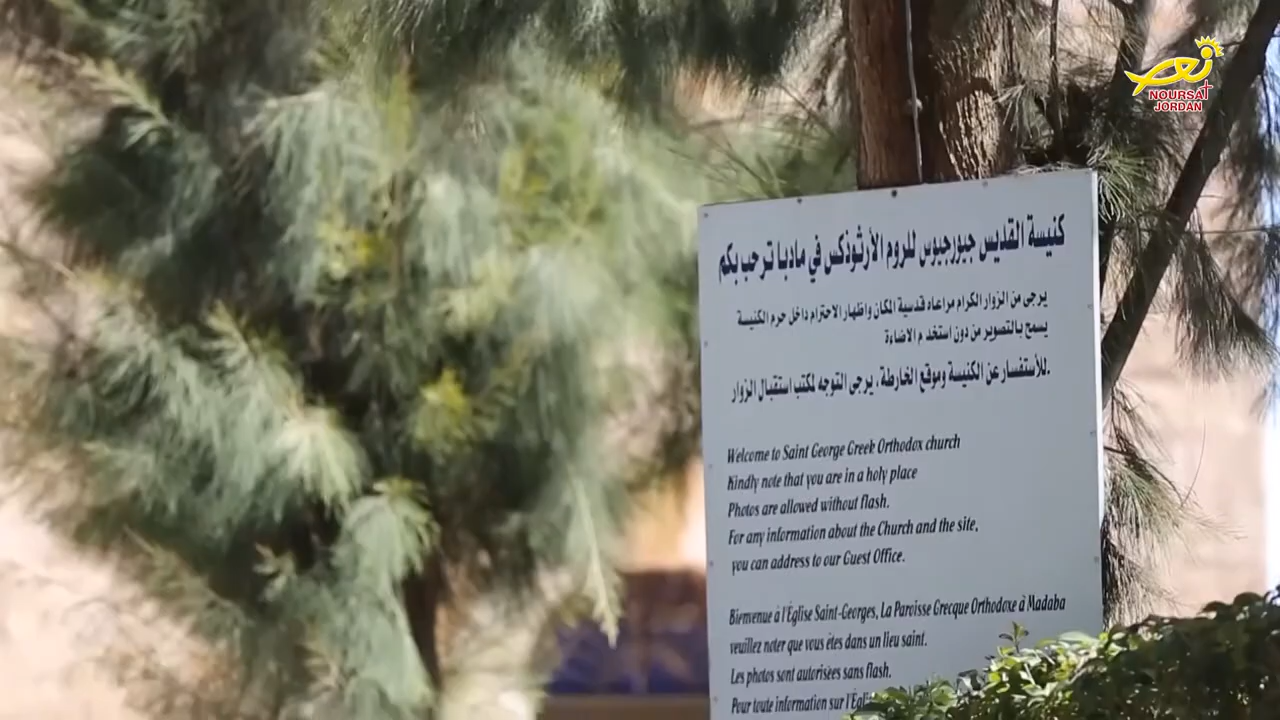 نورسات
NOURSAT
JORDAN
كنيسة القديس جيورجيوس للروم الأرثوذكس في مادبا ترحب بكم
يرجى من الزوار الكرام مراعاه قدسية المكان واظهار الاحترام داخل حرم الكنيسة
يسمح بالتصوير من دون استخد م الاضاءة
للأستفسار عن الكنيسة وموقع الخارطة ، يرجى التوجه لمكتب استقبال الزوار.
Welcome to Saint George Greek Orthodox church
Kindly note that you are in a holy place
Photos are allowed without flash.
For any information about the Church and the site,
you can address to our Guest Office.
Bienvenue à l'Église Saint-Georges, La Paroisse Grecque Orthodoxe à Madaba
veuillez noter que vous étes dans un lieu saint.
Les photos sont autorisées sans flash.
Pour toute information sur l'Égl